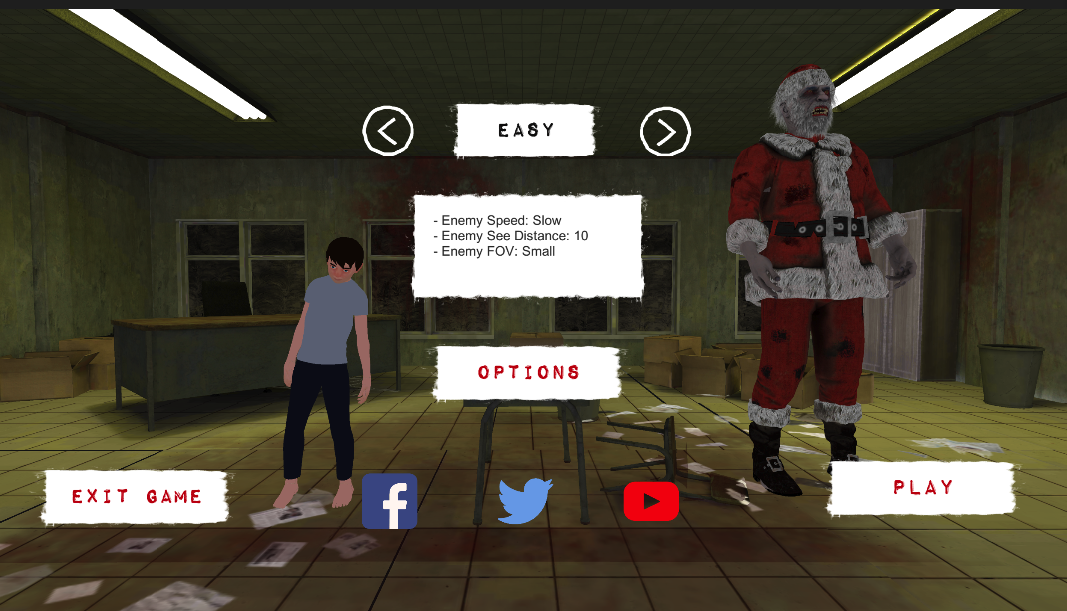 EASY
- Enemy Speed: Slow
- Enemy See Distance: 10
- Enemy FOV: Small
OPTIONS
EXIT GAME
PLAY